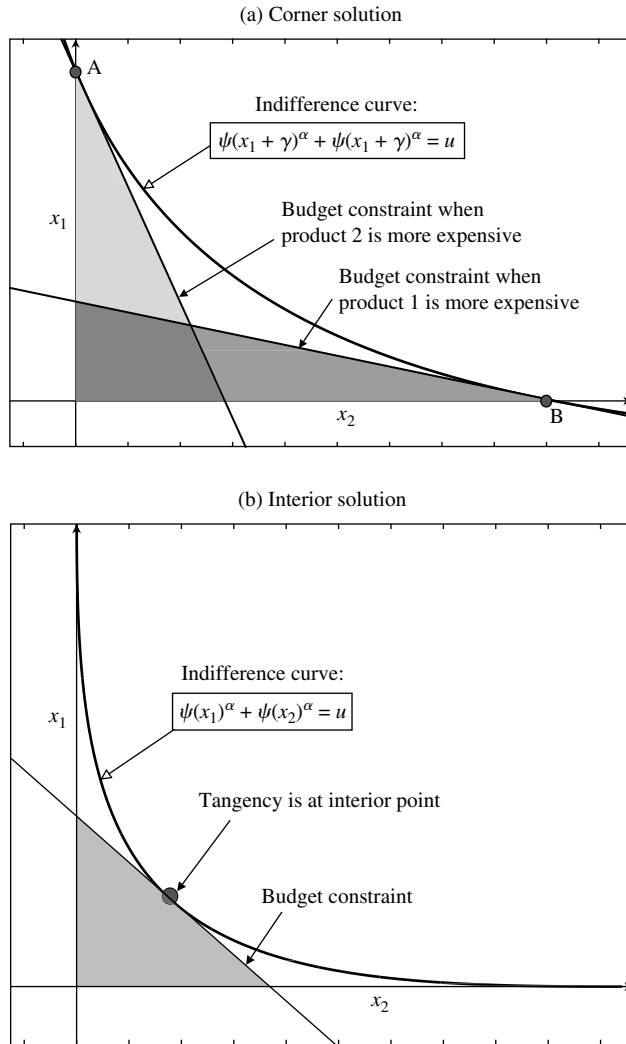 (a) Corner solution
A
Indifference curve:
ψ(x₁ + γ)^α + ψ(x₁ + γ)^α = u
x₁
Budget constraint when
product 2 is more expensive
Budget constraint when
product 1 is more expensive
x₂
B
(b) Interior solution
Indifference curve:
x₁
ψ(x₁)^α + ψ(x₂)^α = u
Tangency is at interior point
Budget constraint
x₂